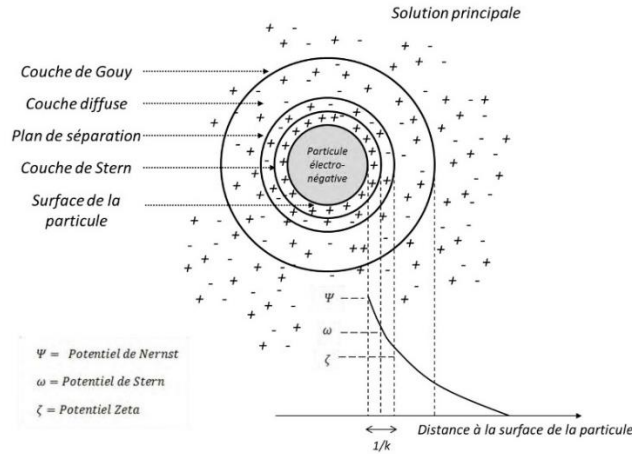 Solution principale
Couche de Gouy
Couche diffuse
Plan de séparation
Couche de Stern
Surface de la
particule
Particule
électro-
négative
Ψ
ω
ζ
Ψ = Potentiel de Nernst
ω = Potentiel de Stern
ζ = Potentiel Zeta
1/k
Distance à la surface de la particule